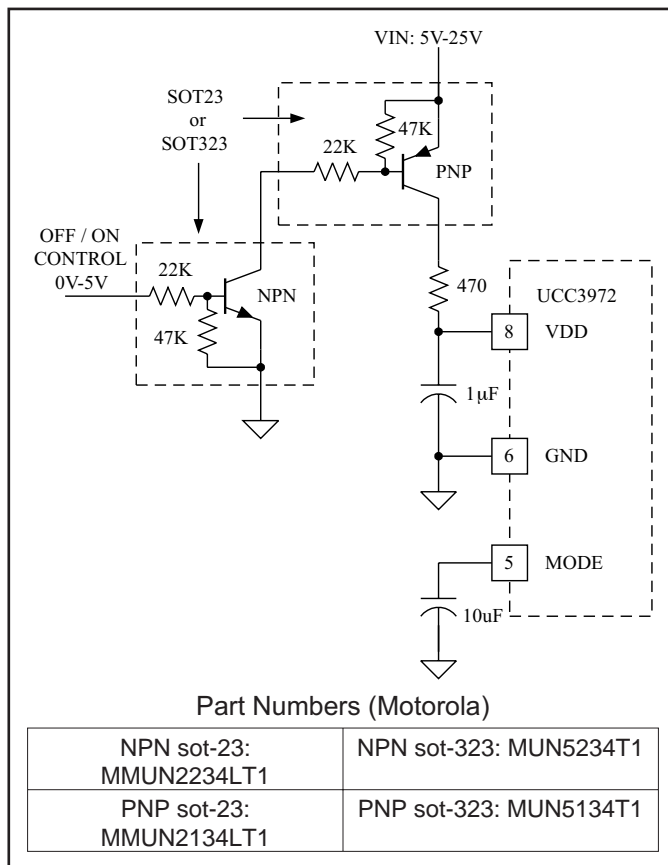 VIN: 5V-25V
SOT23
or
SOT323
47K
22K
PNP
OFF / ON
CONTROL
0V-5V
22K
NPN
47K
470
UCC3972
8 VDD
1µF
6 GND
5 MODE
10uF
Part Numbers (Motorola)
NPN sot-23:
MMUN2234LT1
NPN sot-323: MUN5234T1
PNP sot-23:
MMUN2134LT1
PNP sot-323: MUN5134T1